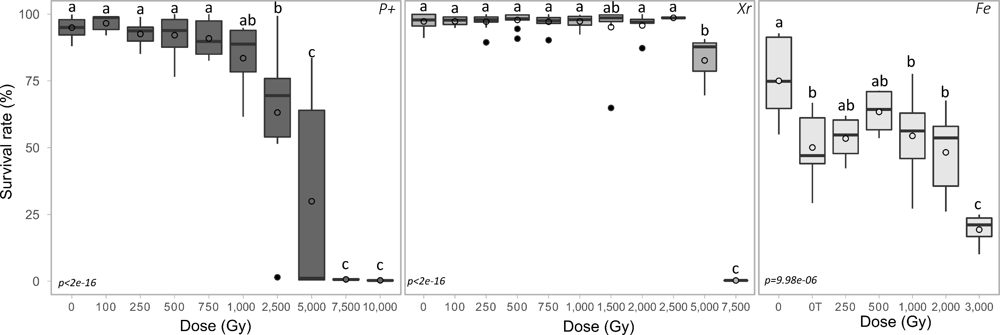 Survival rate (%)
100
75
50
25
0
P+
a a a a a ab b c c c
p<2e-16
0 100 250 500 750 1,000 2,500 5,000 7,500 10,000
Dose (Gy)
Xr
a a a a a a ab a a b c
p<2e-16
0 100 250 500 750 1,000 1,500 2,000 2,500 5,000 7,500
Dose (Gy)
Fe
a b ab ab b b c
p=9.98e-06
0 0T 250 500 1,000 2,000 3,000
Dose (Gy)